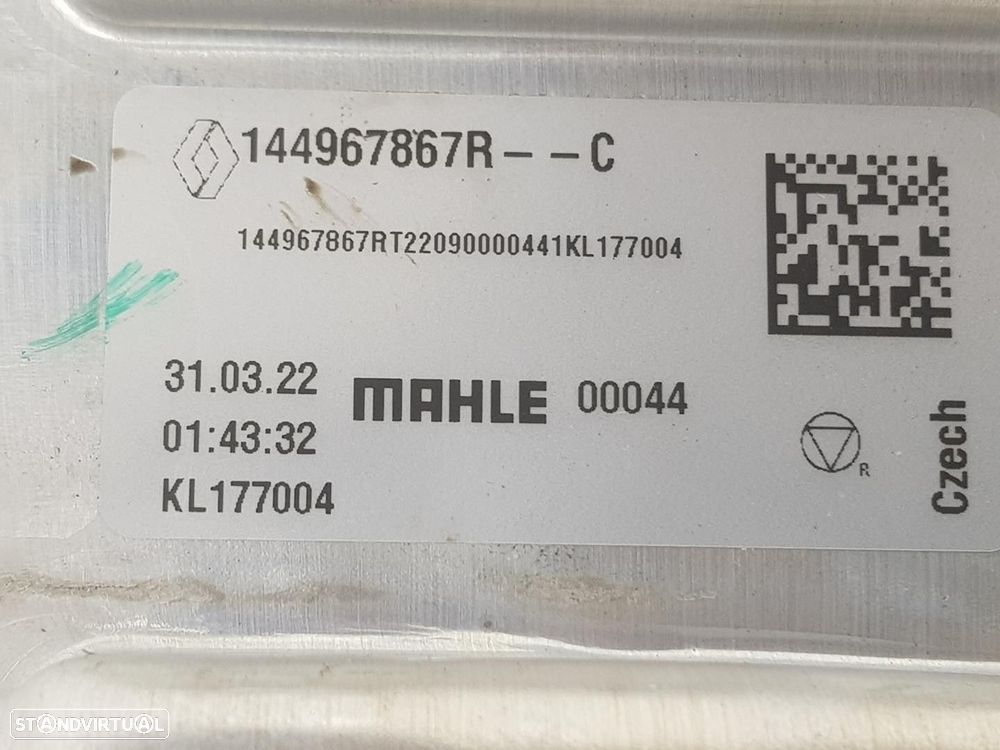 144967867R--C
144967867RT22090000441KL177004
31.03.22
MAHLE 00044
01:43:32
R
KL177004
Czech
STANDVIRTUAL